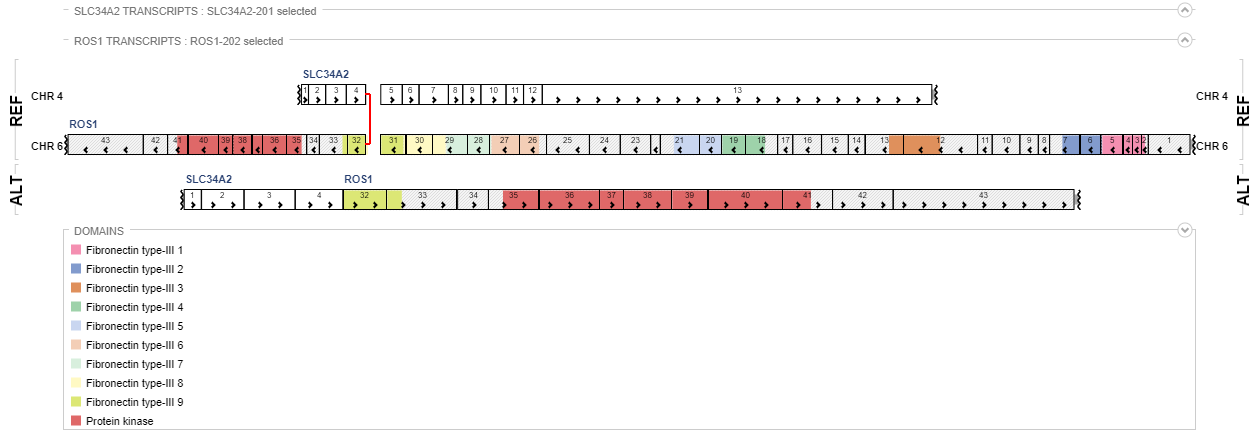 SLC34A2 TRANSCRIPTS : SLC34A2-201 selected
ROS1 TRANSCRIPTS : ROS1-202 selected
SLC34A2
REF CHR 4 1 2 3 4 5 6 7 8 9 10 11 12 13 CHR 4 REF
ROS1
CHR 6 43 42 41 40 39 38 36 35 34 33 32 31 30 29 28 27 26 25 24 23 21 20 19 18 17 16 15 14 13 12 11 10 9 8 7 6 5 4 3 2 1 CHR 6
SLC34A2 ROS1
ALT 1 2 3 4 32 33 34 35 36 37 38 39 40 41 42 43 ALT
DOMAINS
Fibronectin type-III 1
Fibronectin type-III 2
Fibronectin type-III 3
Fibronectin type-III 4
Fibronectin type-III 5
Fibronectin type-III 6
Fibronectin type-III 7
Fibronectin type-III 8
Fibronectin type-III 9
Protein kinase